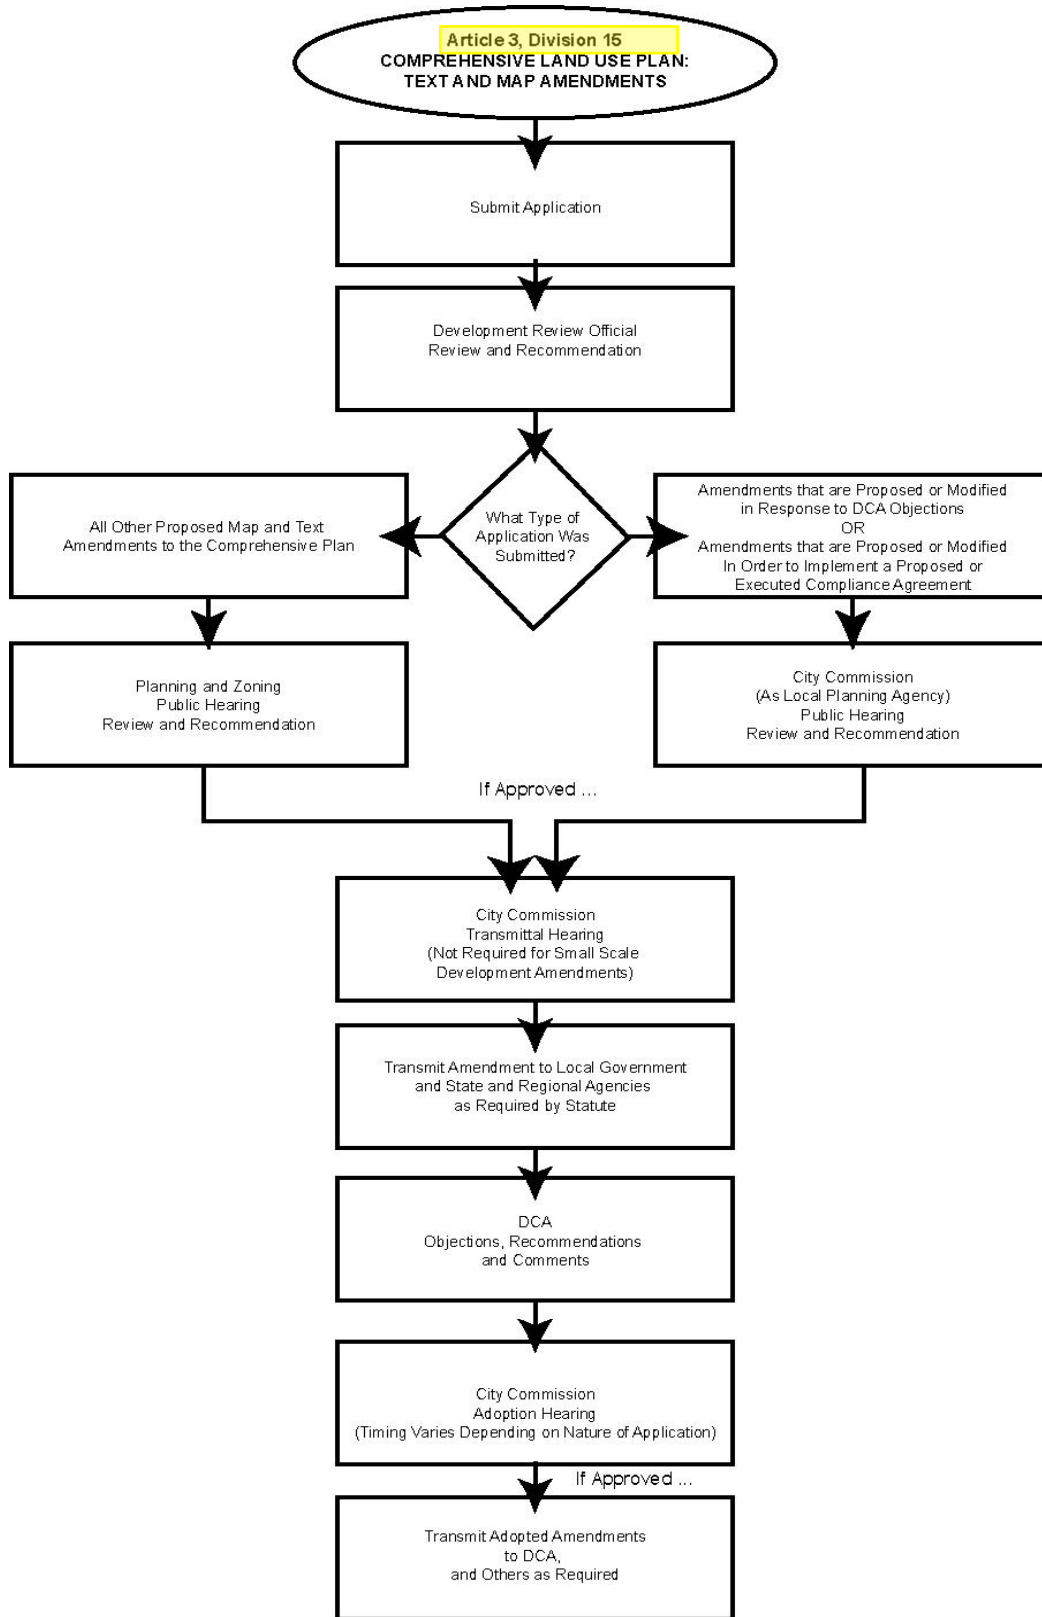 Article 3, Division 15
COMPREHENSIVE LAND USE PLAN:
TEXT AND MAP AMENDMENTS
Submit Application
Development Review Official
Review and Recommendation
What Type of
Application Was
Submitted?
All Other Proposed Map and Text
Amendments to the Comprehensive Plan
Amendments that are Proposed or Modified
in Response to DCA Objections
OR
Amendments that are Proposed or Modified
In Order to Implement a Proposed or
Executed Compliance Agreement
Planning and Zoning
Public Hearing
Review and Recommendation
City Commission
(As Local Planning Agency)
Public Hearing
Review and Recommendation
If Approved ...
City Commission
Transmittal Hearing
(Not Required for Small Scale
Development Amendments)
Transmit Amendment to Local Government
and State and Regional Agencies
as Required by Statute
DCA
Objections, Recommendations
and Comments
City Commission
Adoption Hearing
(Timing Varies Depending on Nature of Application)
If Approved ...
Transmit Adopted Amendments
to DCA,
and Others as Required